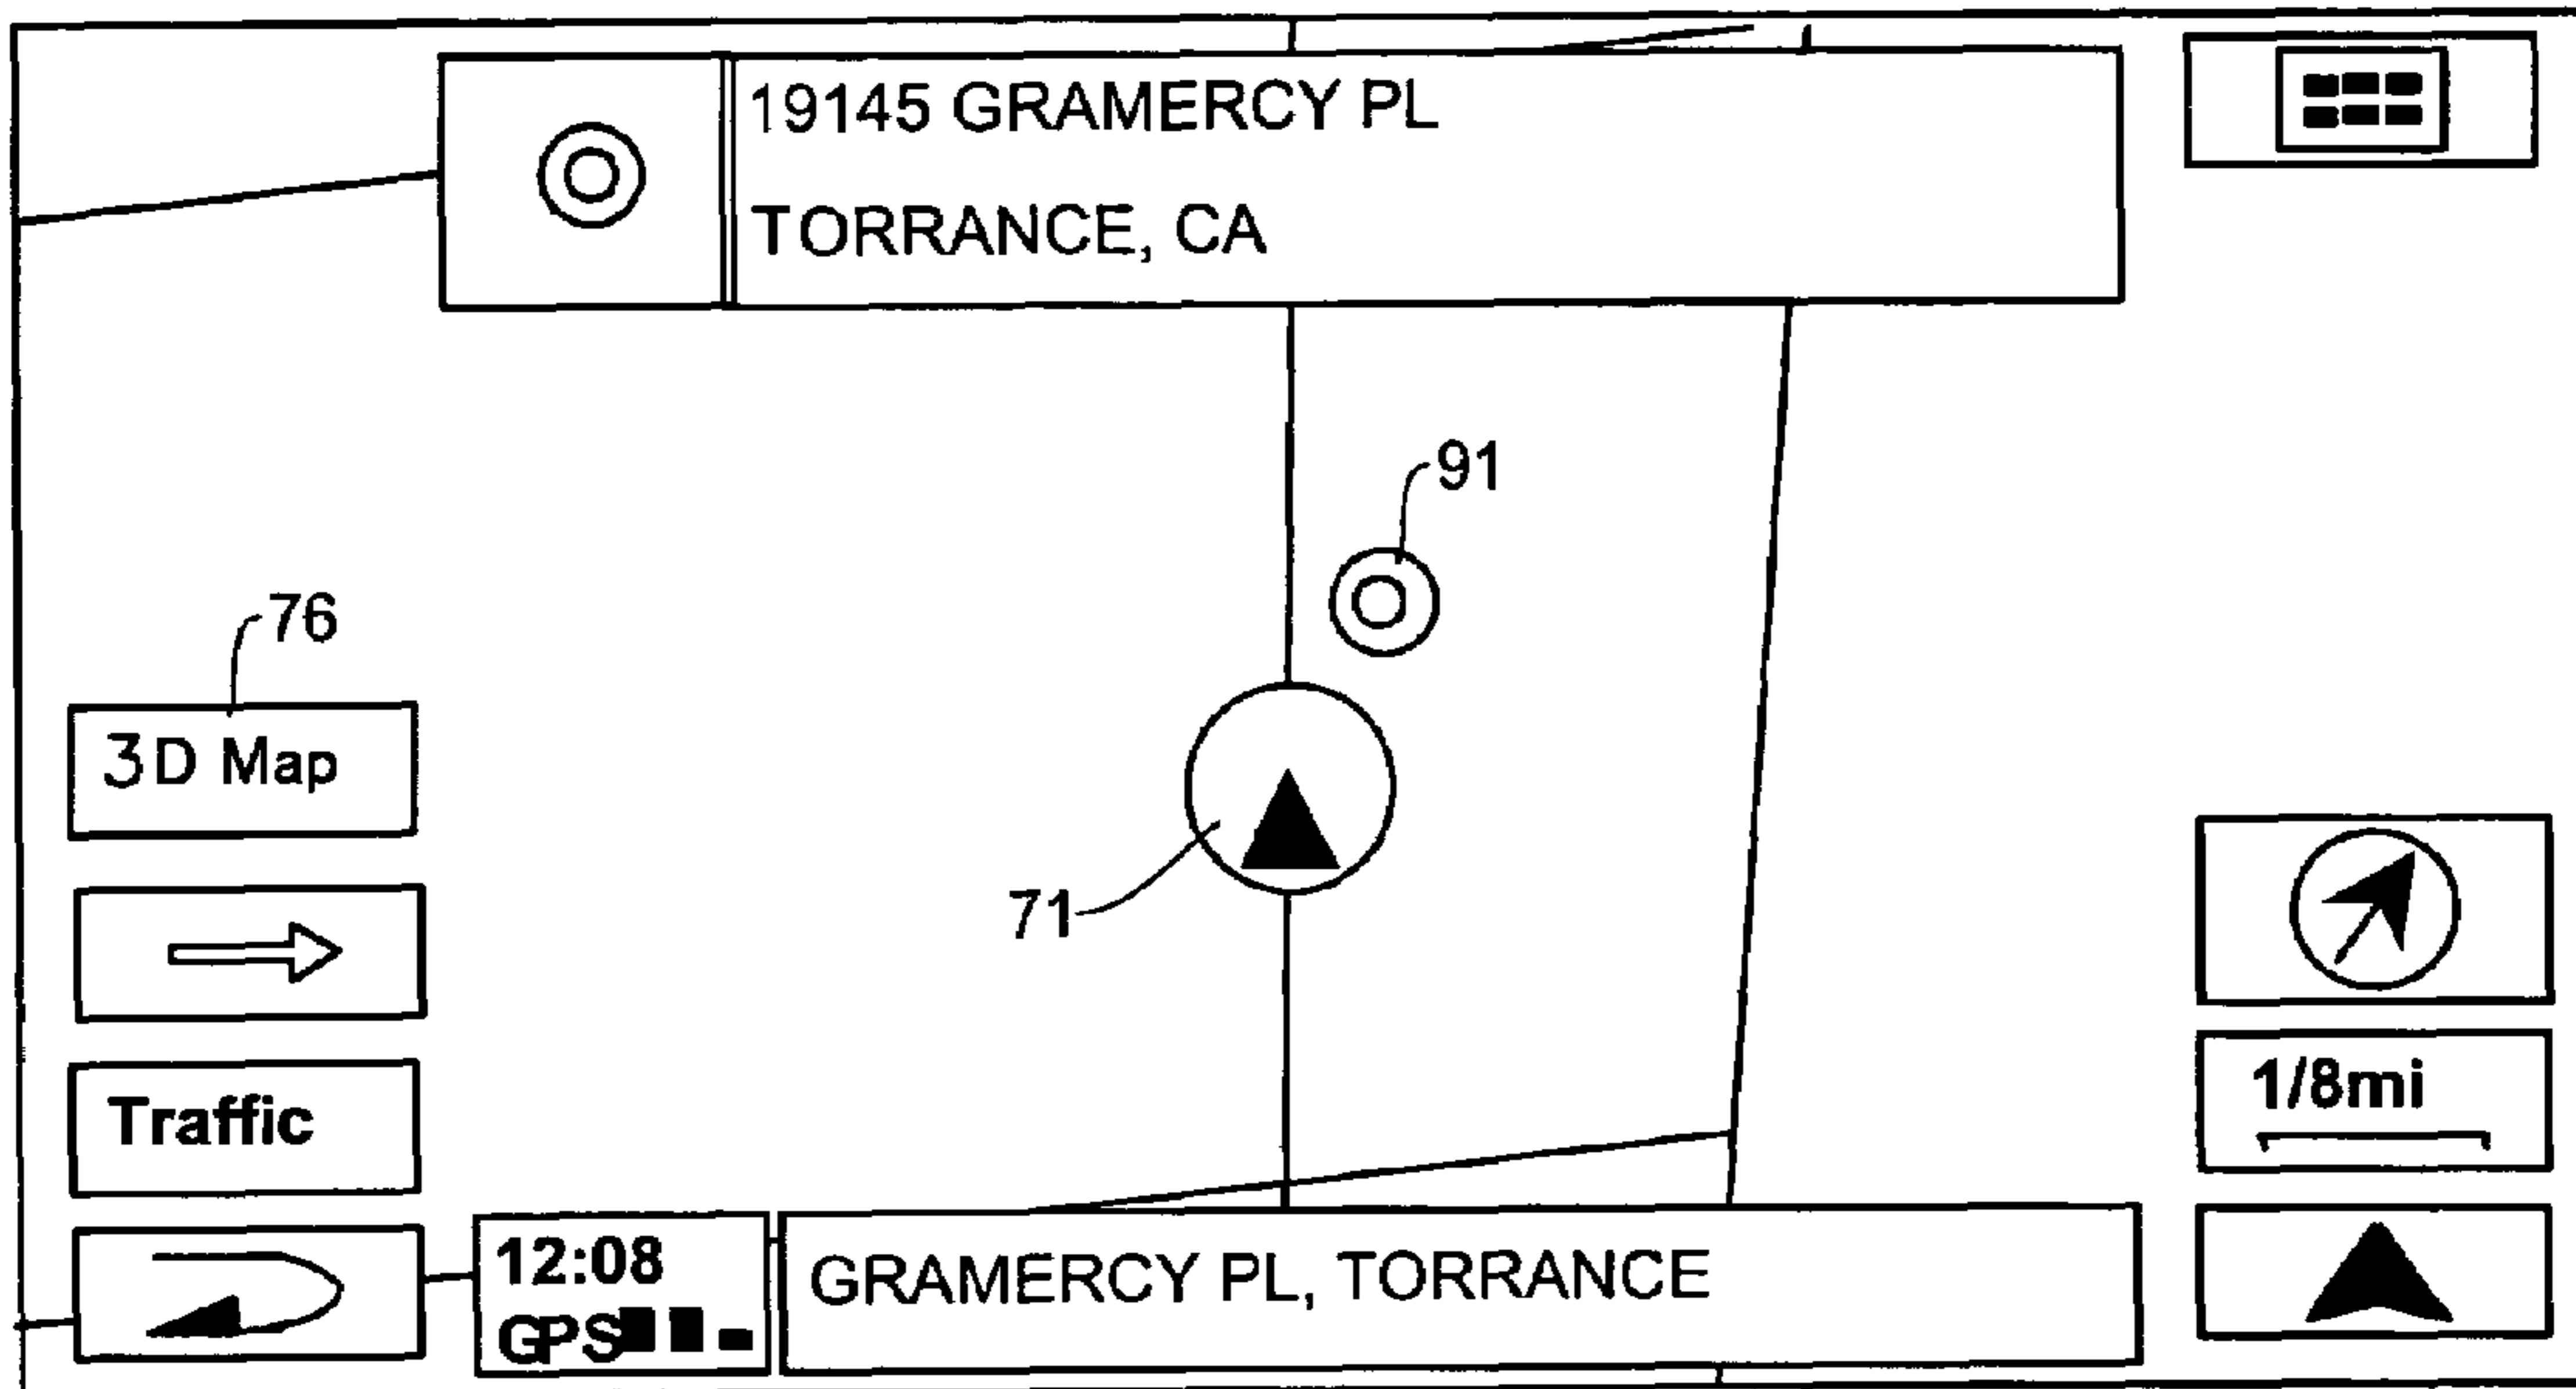 19145 GRAMERCY PL
TORRANCE, CA
91
76
3D Map
71
Traffic
1/8mi
12:08
GPS
GRAMERCY PL, TORRANCE